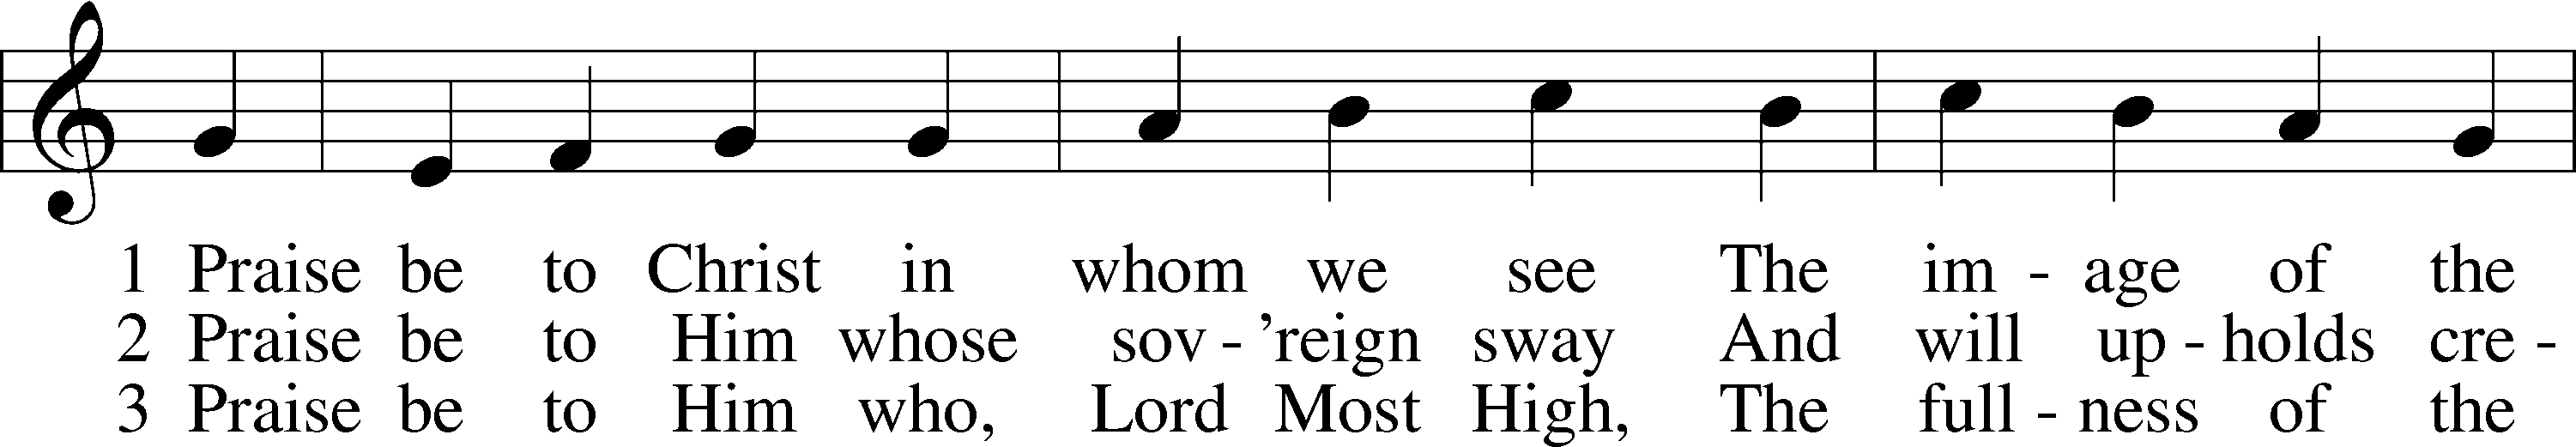 1 Praise be to Christ in whom we see The im - age of the
2 Praise be to Him whose sov - ’reign sway And will up - holds cre -
3 Praise be to Him who, Lord Most High, The full - ness of the